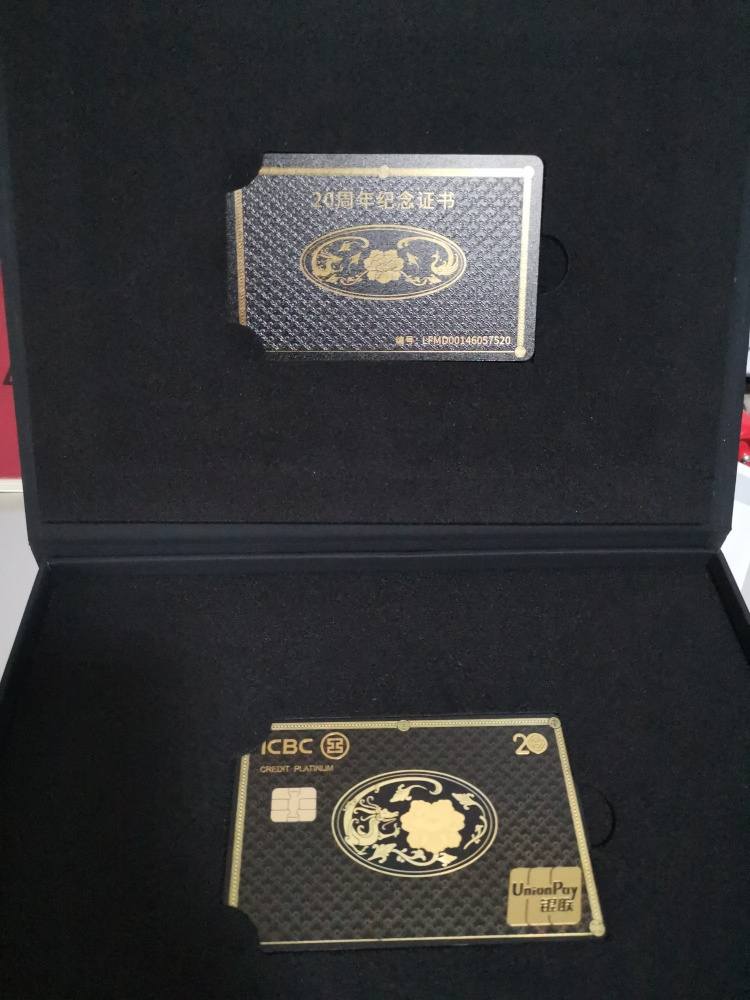 20周年纪念证书
编号：LFMD00146057520
ICBC
20
CREDIT PLATINUM
UnionPay
银联